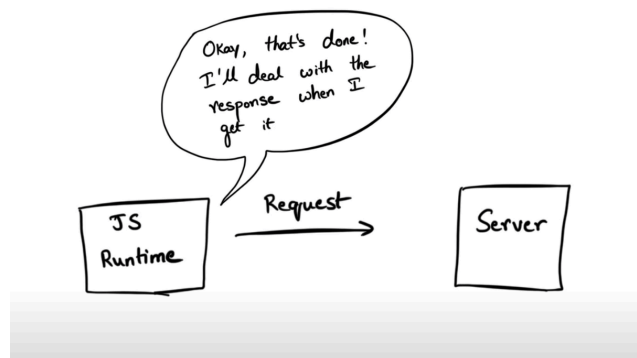 Okay, that's done!
I'll deal with the
response when I
get it
JS
Runtime
Request
Server